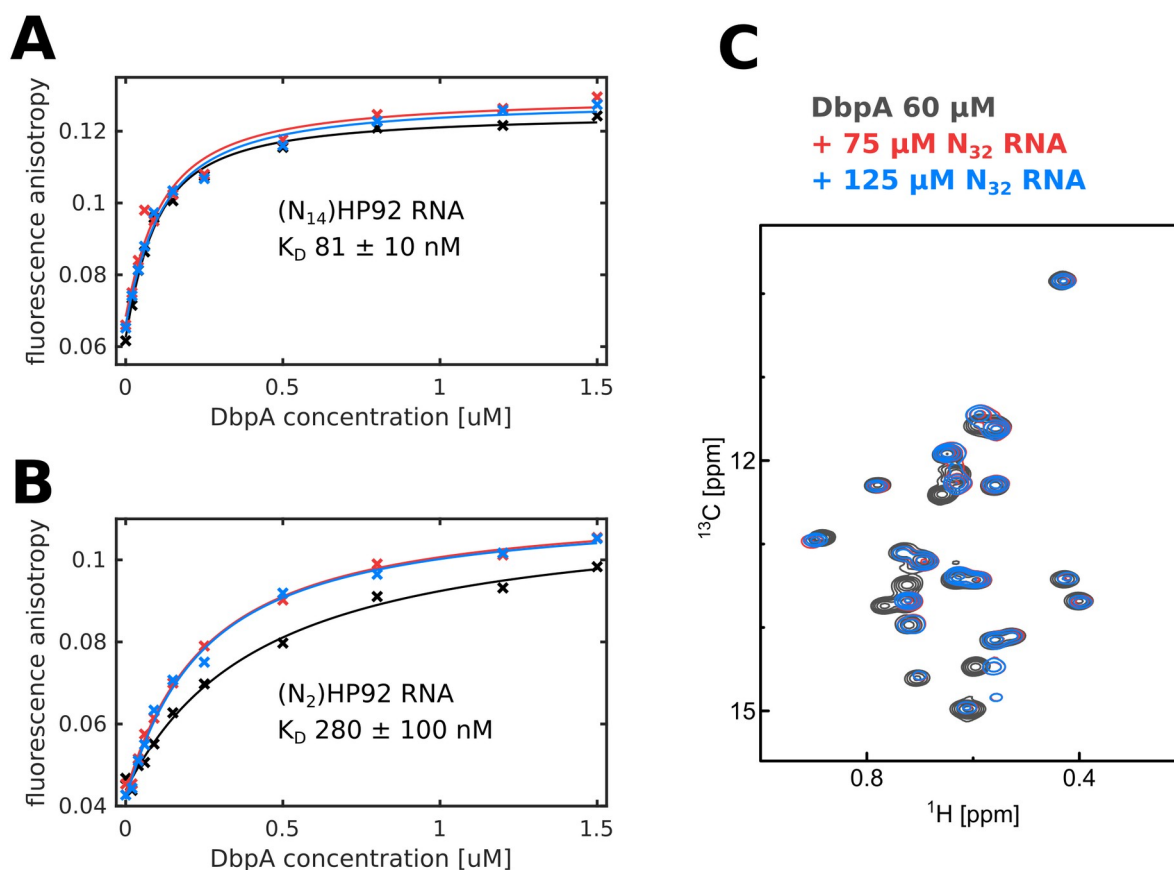 A
fluorescence anisotropy
0.12
0.1
0.08
0.06
(N₁₄)HP92 RNA
K_D 81 ± 10 nM
0
0.5
1
1.5
DbpA concentration [uM]
B
fluorescence anisotropy
0.1
0.08
0.06
0.04
(N₂)HP92 RNA
K_D 280 ± 100 nM
0
0.5
1
1.5
DbpA concentration [uM]
C
DbpA 60 µM
+ 75 µM N₃₂ RNA
+ 125 µM N₃₂ RNA
¹³C [ppm]
12
15
0.8
0.4
¹H [ppm]